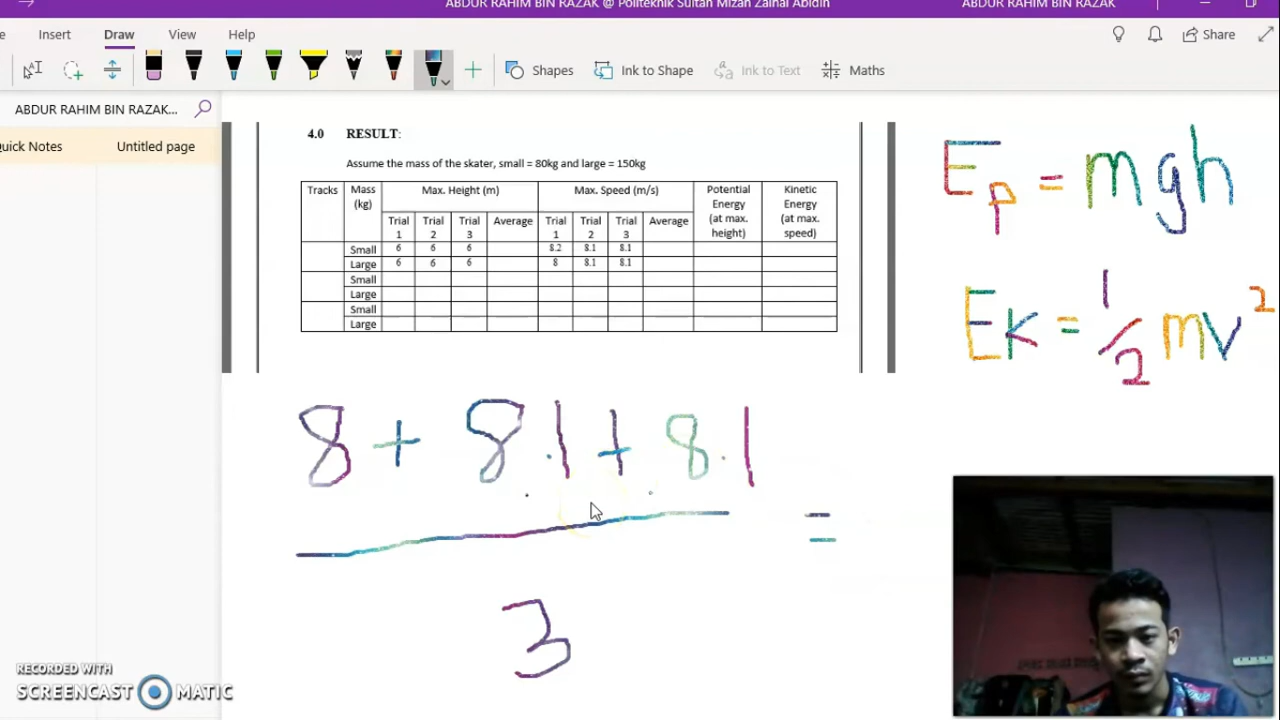 ABDUR RAHIM BIN RAZAK @ Politeknik Sultan Mizan Zainal Abidin
ABDUR RAHIM BIN RAZAK
Insert Draw View Help
Share
Shapes Ink to Shape Ink to Text Maths
ABDUR RAHIM BIN RAZAK...
Quick Notes Untitled page
4.0 RESULT:
Assume the mass of the skater, small = 80kg and large = 150kg
Tracks Mass (kg) Max. Height (m) Max. Speed (m/s) Potential Energy (at max. height) Kinetic Energy (at max. speed)
Trial 1 Trial 2 Trial 3 Average Trial 1 Trial 2 Trial 3 Average
Small 6 6 6 8.2 8.1 8.1
Large 6 6 6 8 8.1 8.1
Small
Large
Small
Large
Ep = mgh
Ek = 1/2 mv²
8 + 8.1 + 8.1
=
3
RECORDED WITH
SCREENCAST MATIC